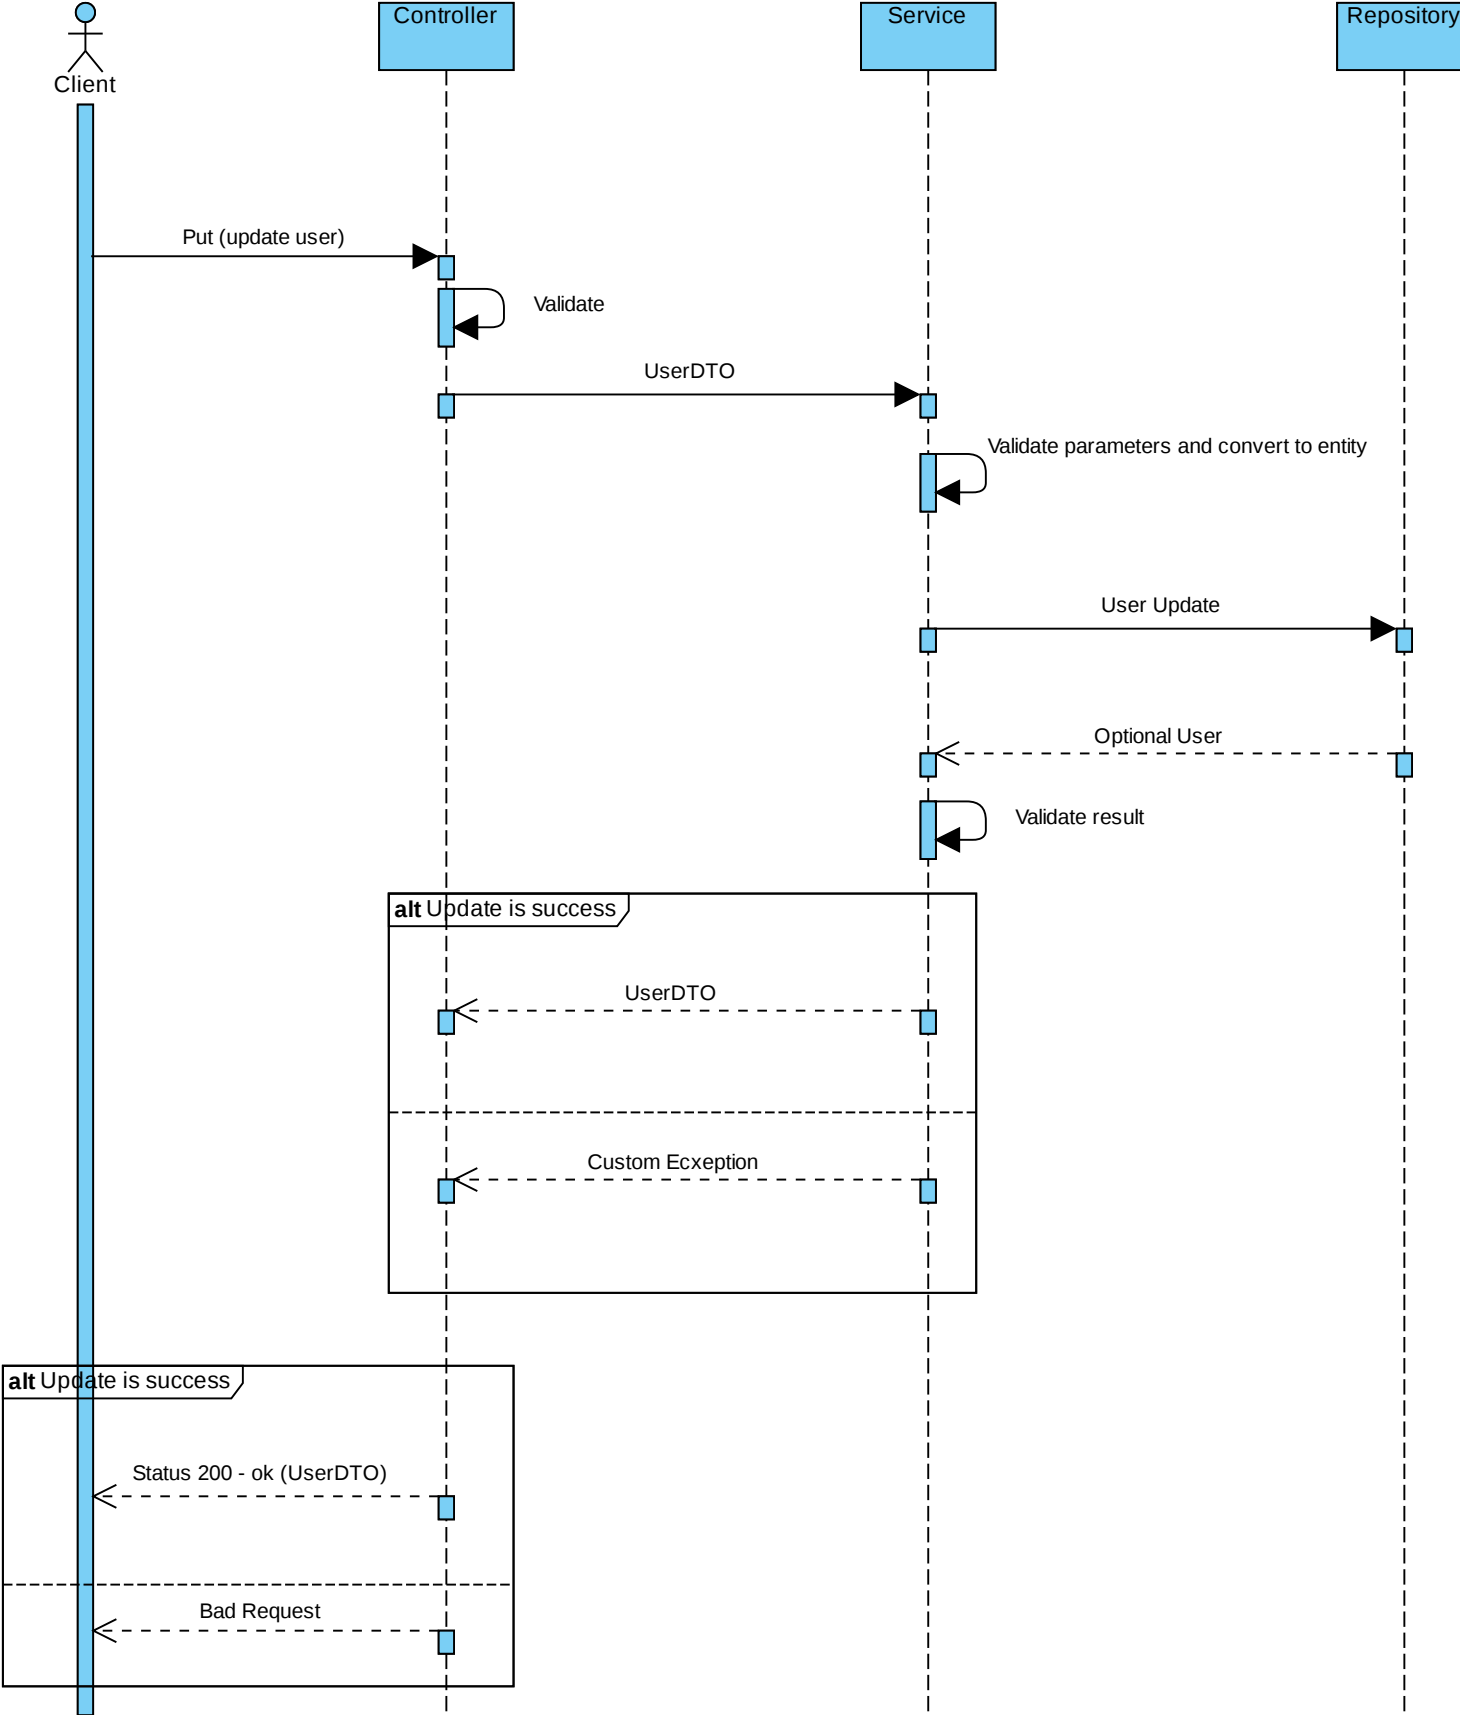 Client
Controller
Service
Repository
Put (update user)
Validate
UserDTO
Validate parameters and convert to entity
User Update
Optional User
Validate result
alt Update is success
UserDTO
Custom Ecxeption
alt Update is success
Status 200 - ok (UserDTO)
Bad Request